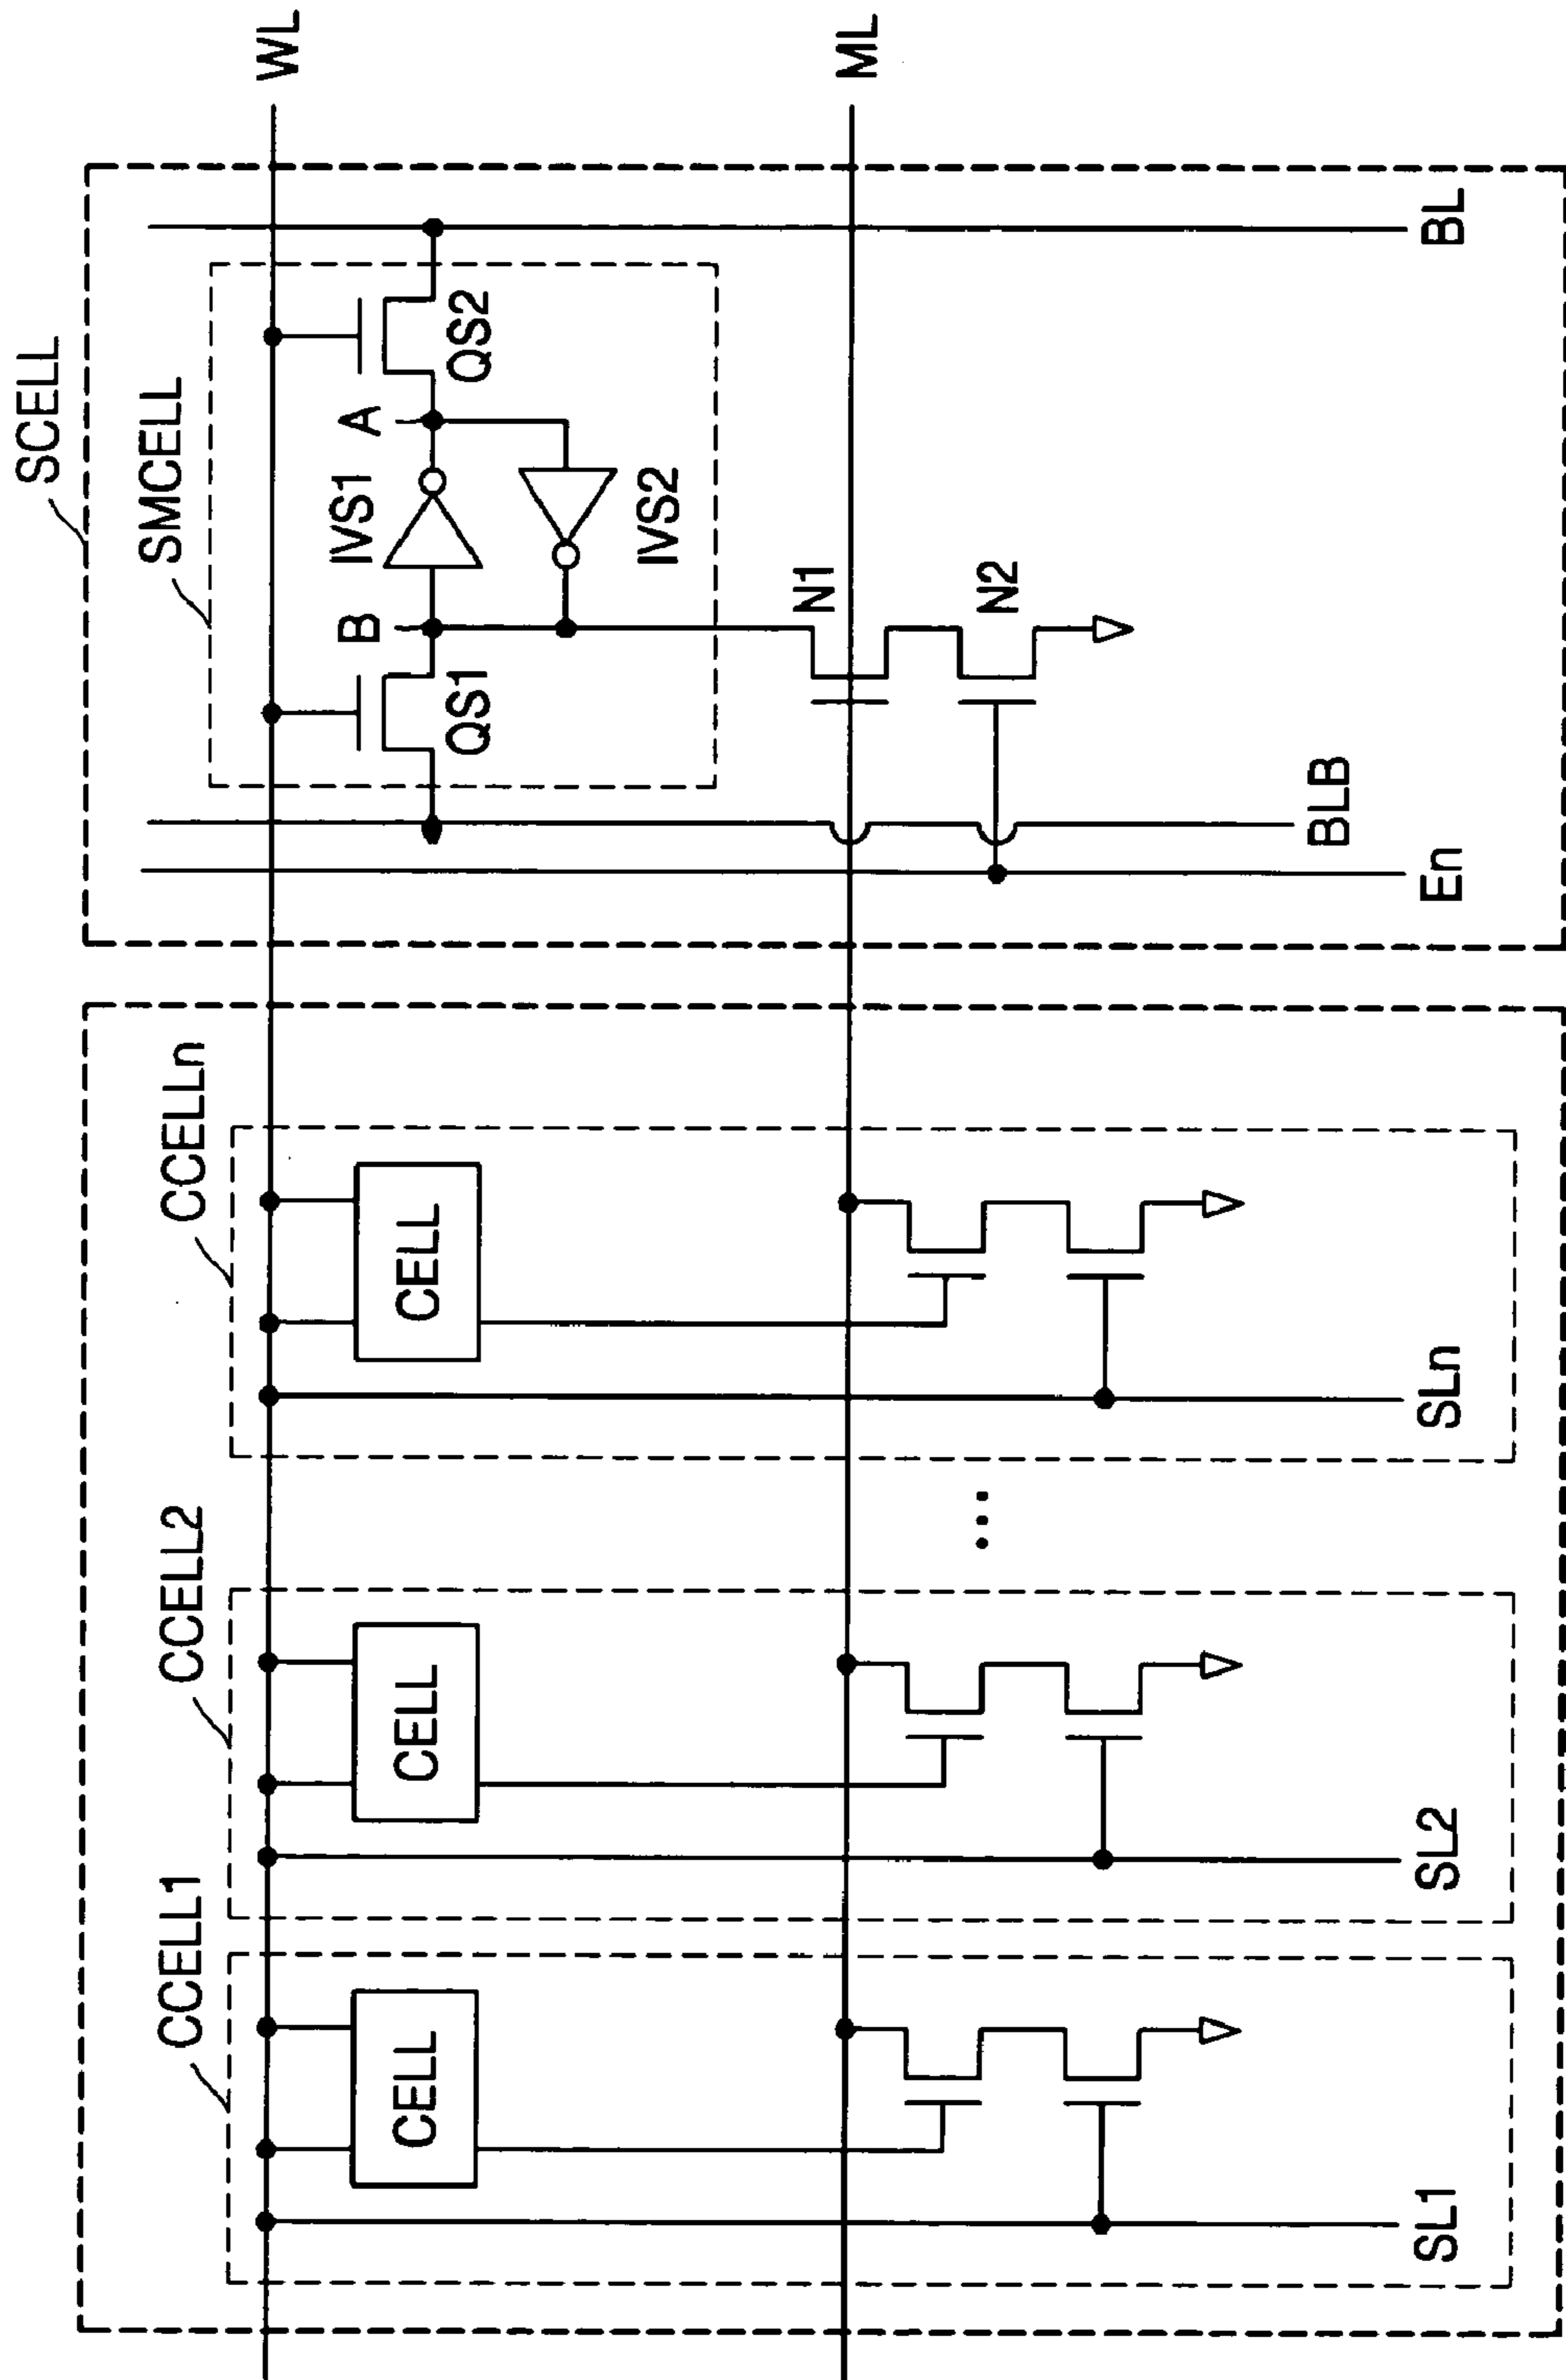 SCELL
CCELL1
CCELL2
CCELLn
SMCELL
WL
CELL
CELL
CELL
B
IVS1
A
QS1
QS2
IVS2
N1
ML
...
N2
BLB
SL1
SL2
SLn
En
BL